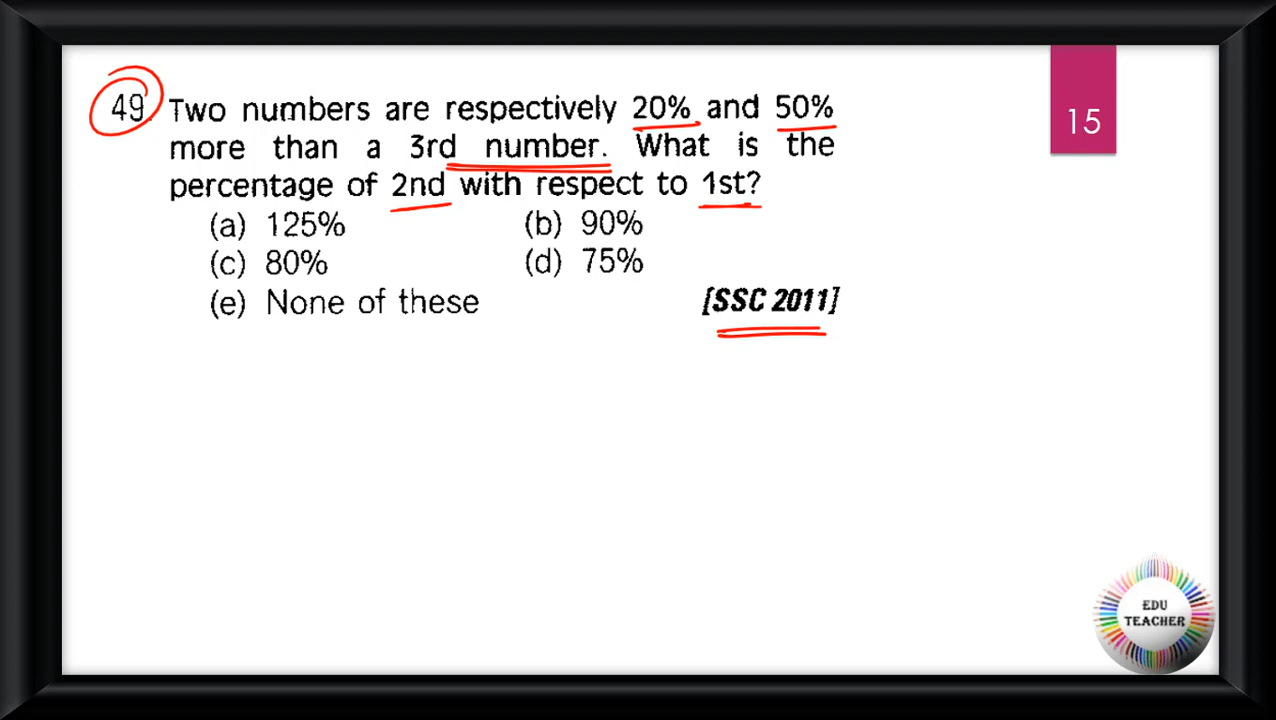 15
49. Two numbers are respectively 20% and 50%
more than a 3rd number. What is the
percentage of 2nd with respect to 1st?
(a) 125% (b) 90%
(c) 80% (d) 75%
(e) None of these [SSC 2011]
EDU
TEACHER